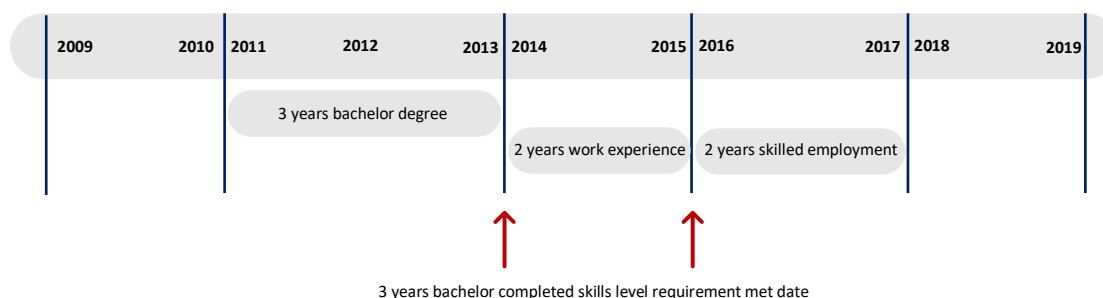 2009 2010 2011 2012 2013 2014 2015 2016 2017 2018 2019
3 years bachelor degree
2 years work experience 2 years skilled employment
3 years bachelor completed skills level requirement met date